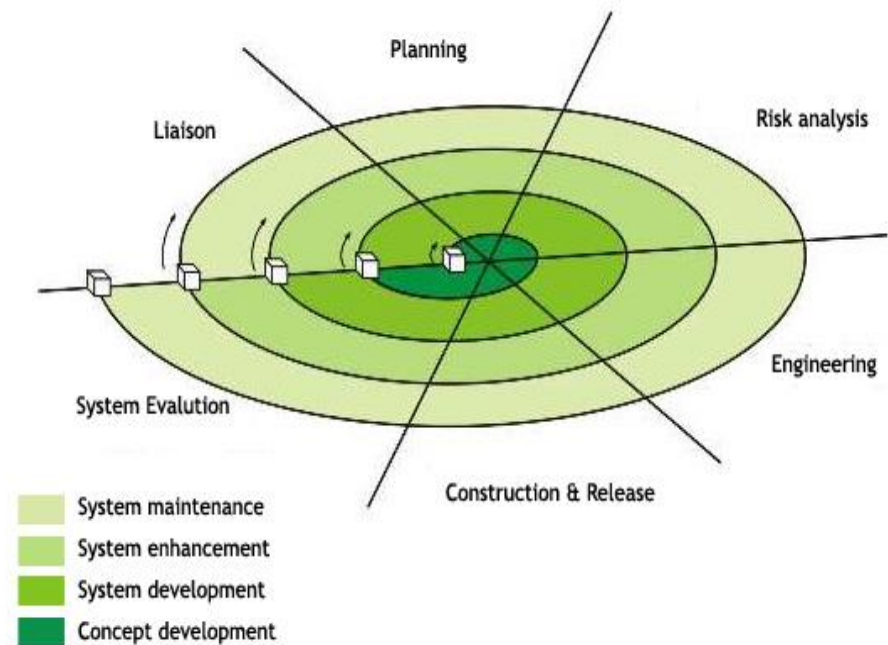 Planning
Liaison
Risk analysis
Engineering
System Evalution
Construction & Release
System maintenance
System enhancement
System development
Concept development